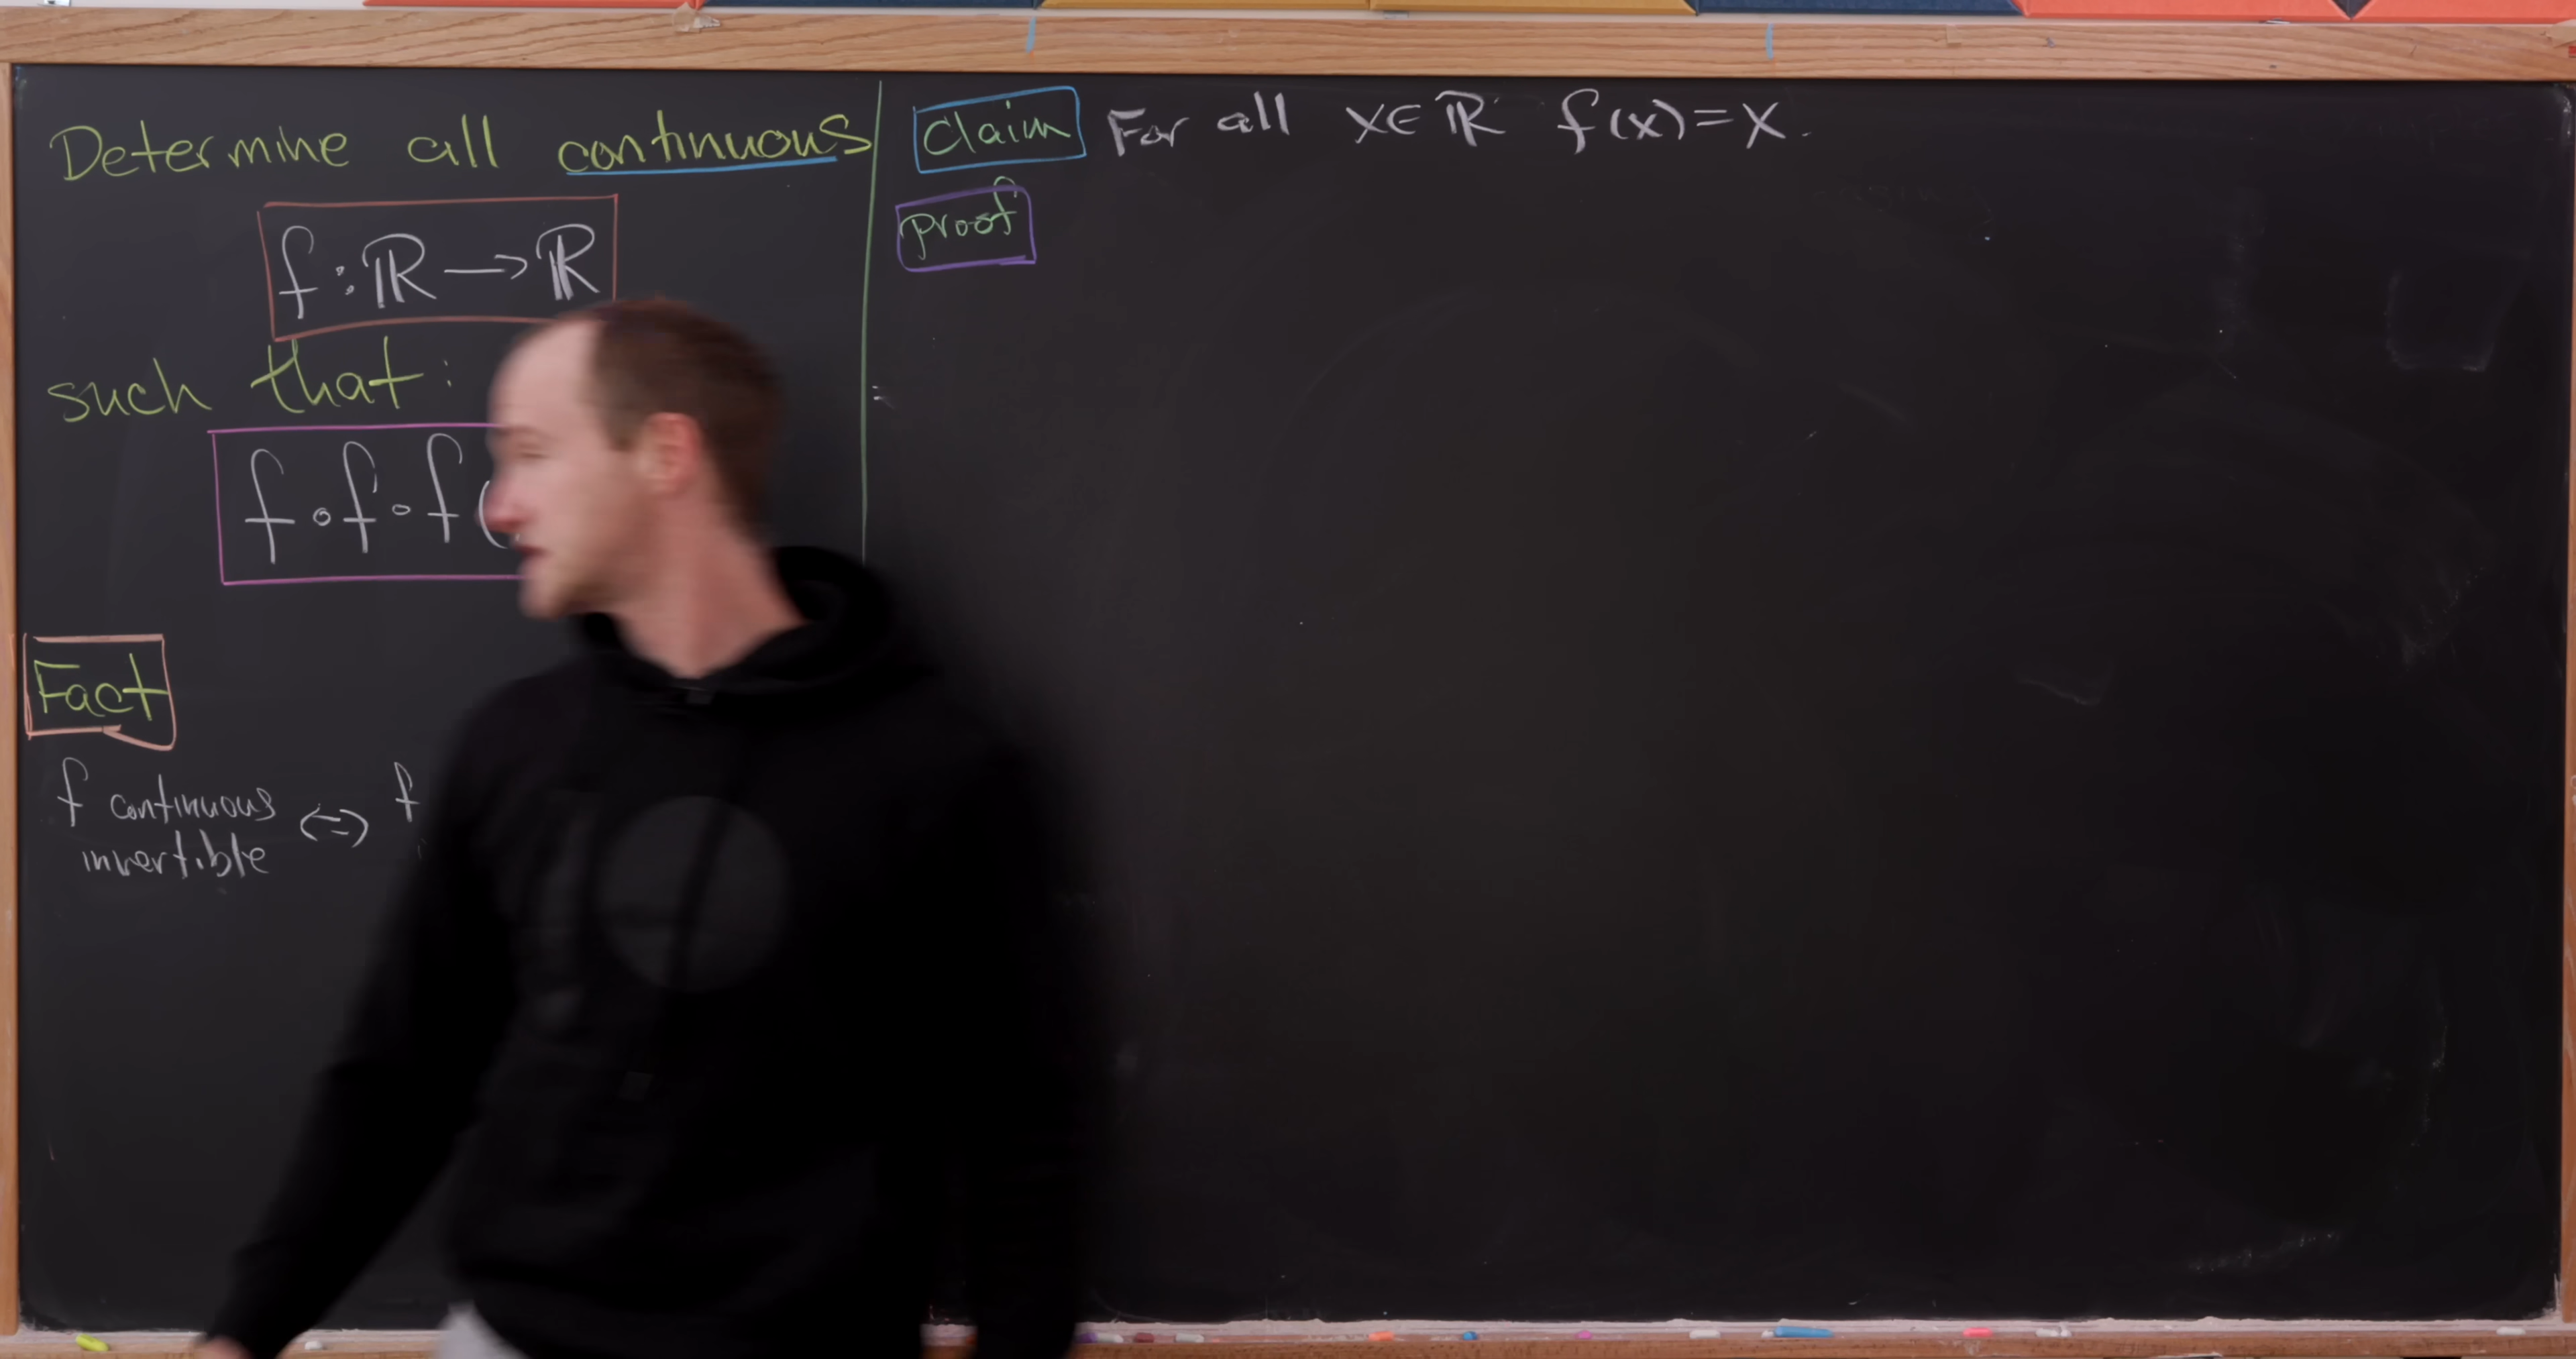 Determine all continuous
f : ℝ → ℝ
such that:
f ∘ f ∘ f (
Fact
f continuous ⇔ f
invertible
Claim For all x ∈ ℝ f(x) = x.
proof